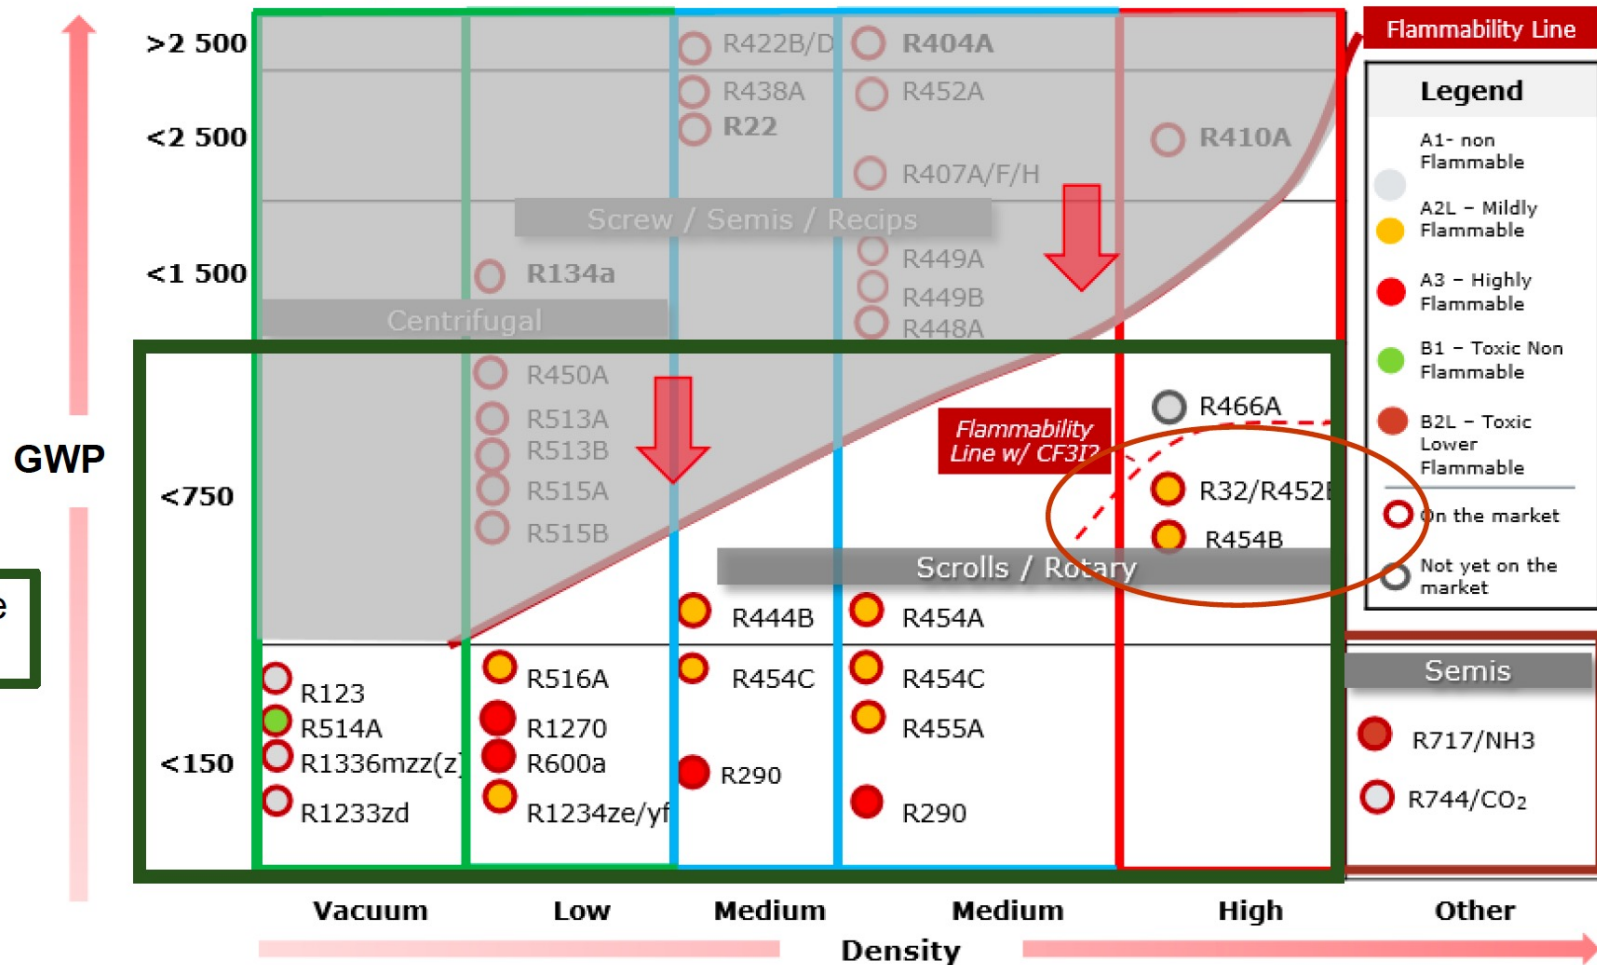 Flammability Line
>2 500
R422B/D
R404A
R438A
R452A
<2 500
R22
R410A
R407A/F/H
Screw / Semis / Recips
<1 500
R134a
R449A
R449B
R448A
Centrifugal
R450A
R513A
R513B
R515A
R515B
R466A
Flammability
Line w/ CF3I?
GWP
<750
R32/R452B
R454B
Scrolls / Rotary
R444B
R454A
e
R123
R514A
R1336mzz(z)
R1233zd
R516A
R1270
R600a
R1234ze/yf
R454C
R290
R454C
R455A
R290
<150
Legend
A1- non
Flammable
A2L – Mildly
Flammable
A3 – Highly
Flammable
B1 – Toxic Non
Flammable
B2L – Toxic
Lower
Flammable
On the market
Not yet on the
market
Semis
R717/NH3
R744/CO₂
Vacuum
Low
Medium
Medium
High
Other
Density